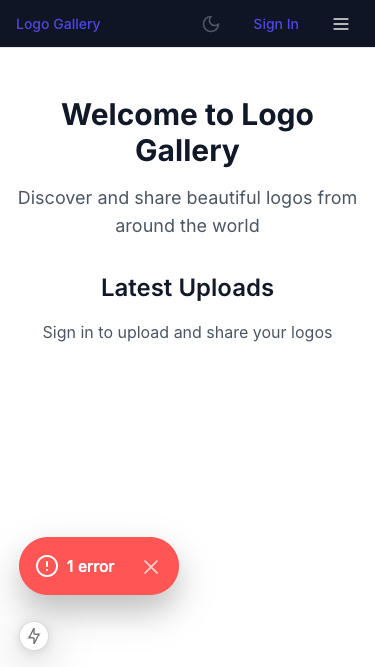 Logo Gallery
Sign In
Welcome to Logo
Gallery
Discover and share beautiful logos from
around the world
Latest Uploads
Sign in to upload and share your logos
1 error